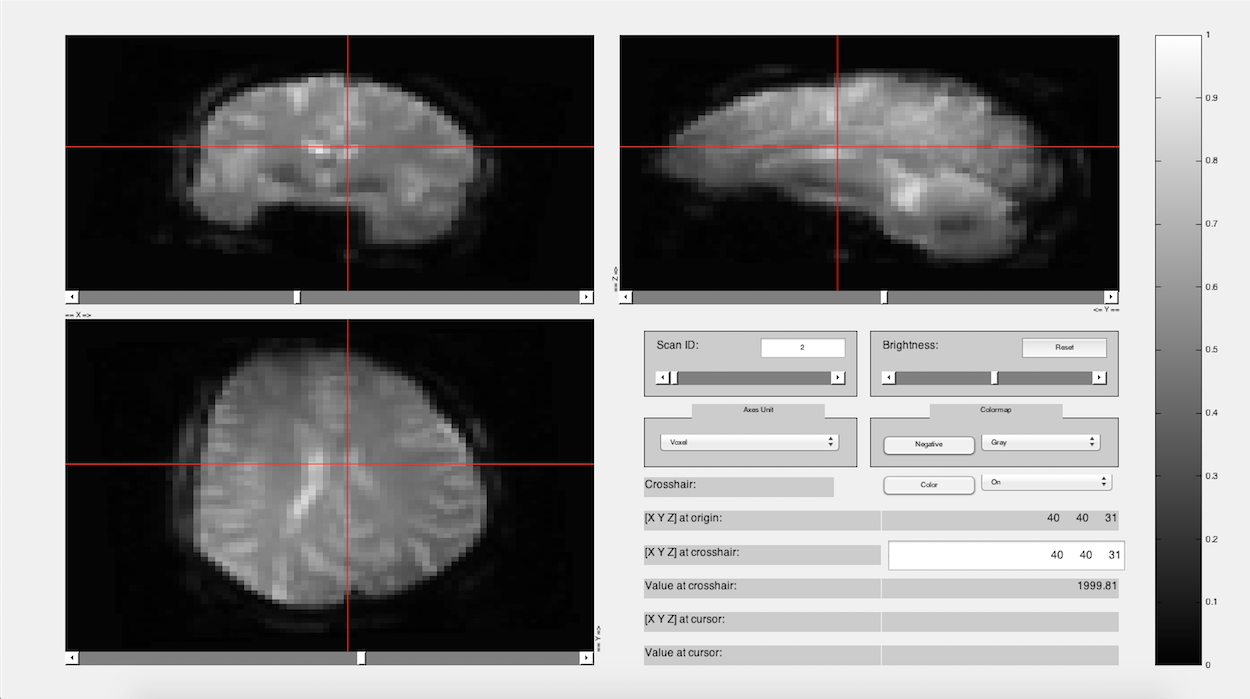 1
0.9
0.8
0.7
0.6
0.5
0.4
0.3
0.2
0.1
0
== Z =>
<= Y ==
== X =>
== Y =>
Scan ID:
2
Brightness:
Reset
Axes Unit
Voxel
Colormap
Negative
Gray
Crosshair:
Color
On
[X Y Z] at origin:
40 40 31
[X Y Z] at crosshair:
40 40 31
Value at crosshair:
1999.81
[X Y Z] at cursor:
Value at cursor: